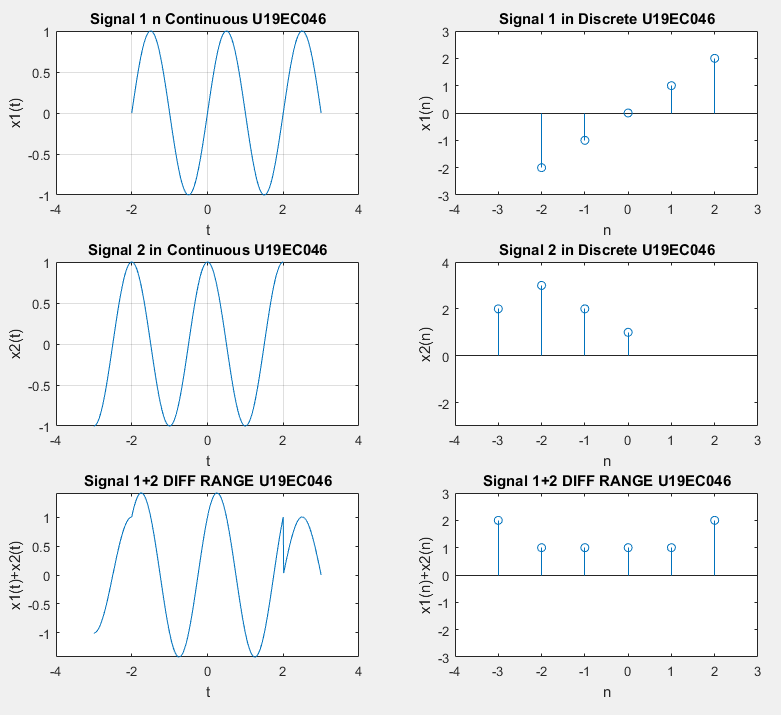 Signal 1 n Continuous U19EC046
1
0.5
0
-0.5
-1
x1(t)
-4 -2 0 2 4
t
Signal 1 in Discrete U19EC046
3
2
1
0
-1
-2
-3
x1(n)
-4 -3 -2 -1 0 1 2 3
n
Signal 2 in Continuous U19EC046
1
0.5
0
-0.5
-1
x2(t)
-4 -2 0 2 4
t
Signal 2 in Discrete U19EC046
4
2
0
-2
x2(n)
-4 -3 -2 -1 0 1 2 3
n
Signal 1+2 DIFF RANGE U19EC046
1
0.5
0
-0.5
-1
x1(t)+x2(t)
-4 -2 0 2 4
t
Signal 1+2 DIFF RANGE U19EC046
3
2
1
0
-1
-2
-3
x1(n)+x2(n)
-4 -3 -2 -1 0 1 2 3
n